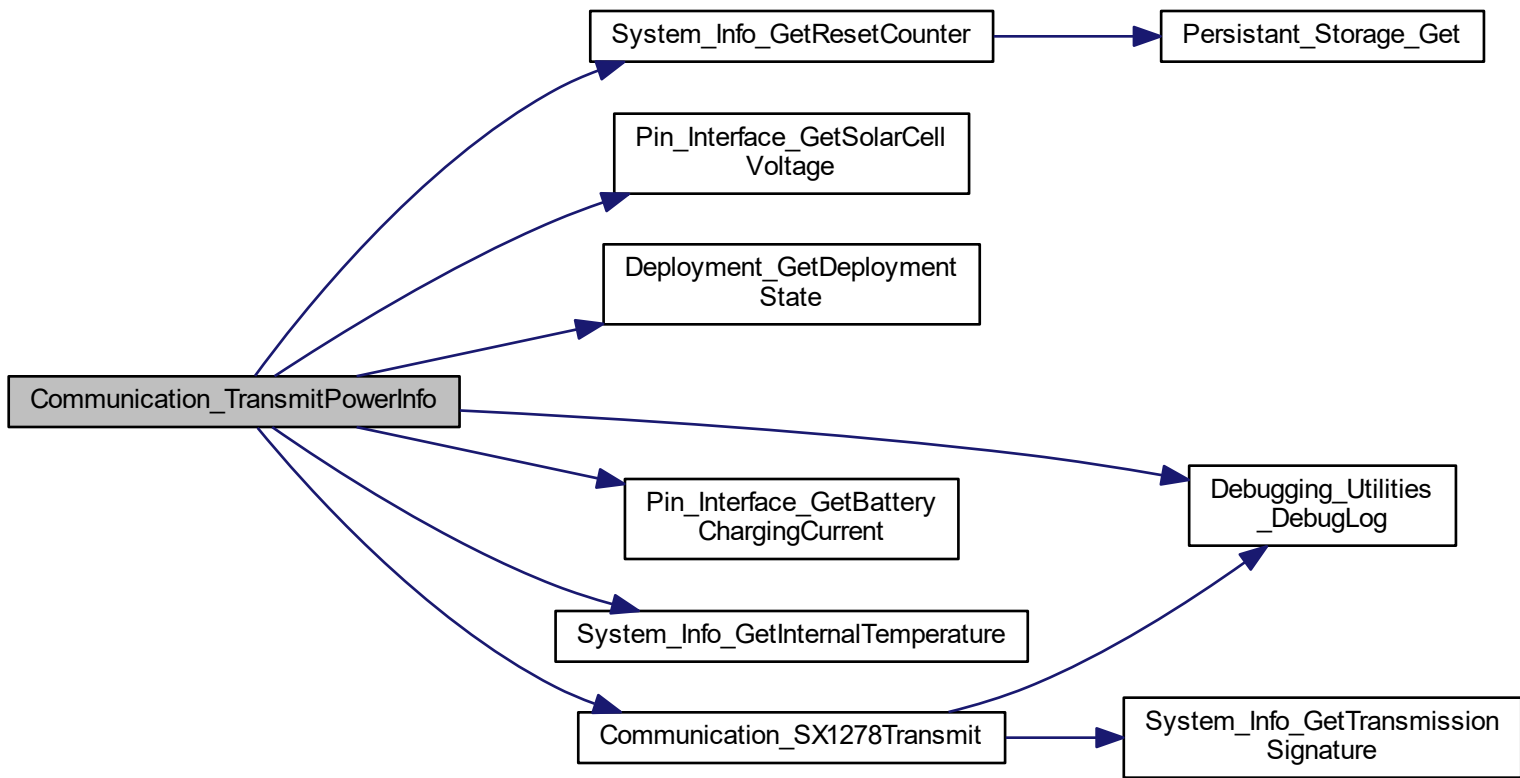 System_Info_GetResetCounter
Persistant_Storage_Get
Pin_Interface_GetSolarCell
Voltage
Deployment_GetDeployment
State
Communication_TransmitPowerInfo
Pin_Interface_GetBattery
ChargingCurrent
Debugging_Utilities
_DebugLog
System_Info_GetInternalTemperature
Communication_SX1278Transmit
System_Info_GetTransmission
Signature